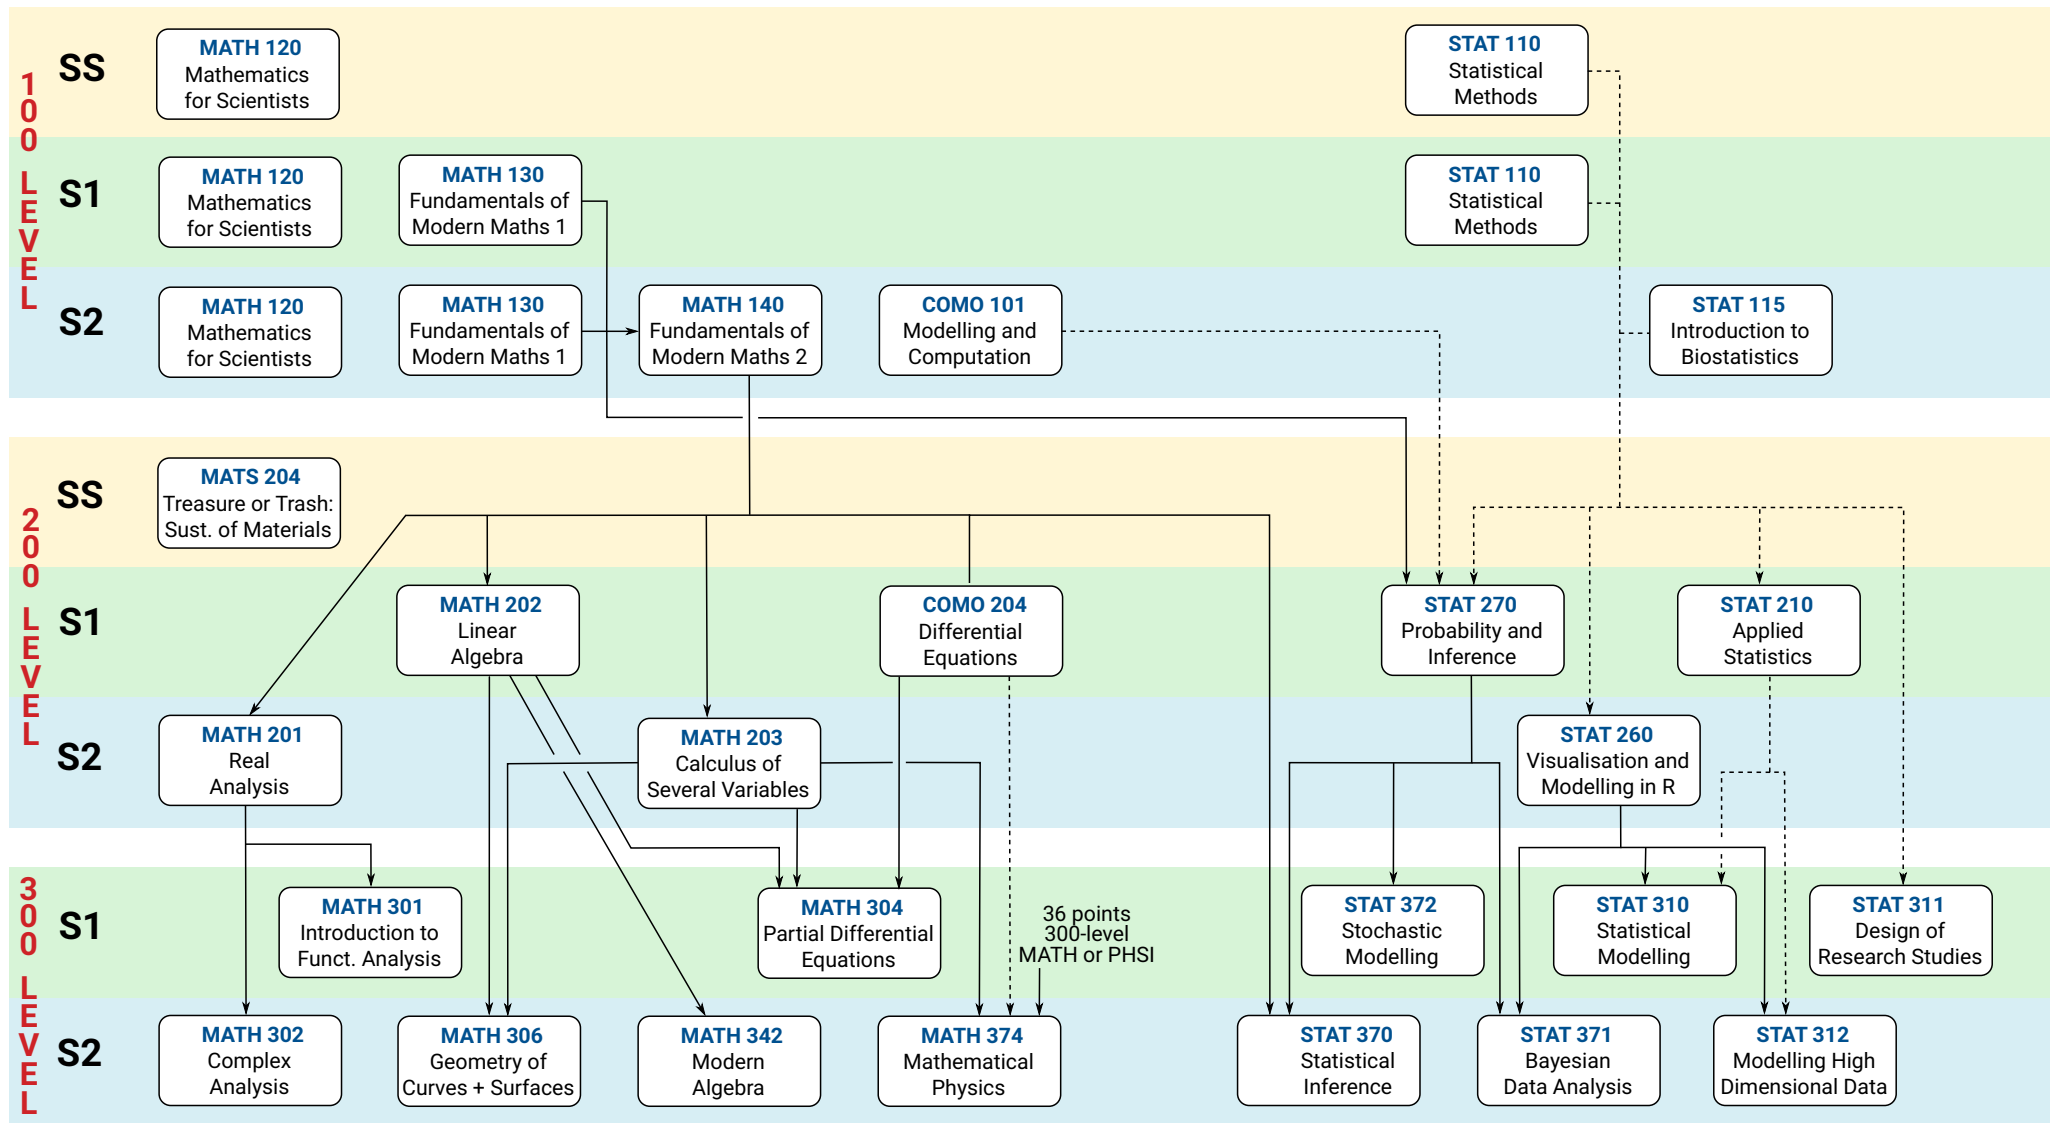 100 LEVEL
SS
MATH 120
Mathematics
for Scientists
STAT 110
Statistical
Methods
S1
MATH 120
Mathematics
for Scientists
MATH 130
Fundamentals of
Modern Maths 1
STAT 110
Statistical
Methods
S2
MATH 120
Mathematics
for Scientists
MATH 130
Fundamentals of
Modern Maths 1
MATH 140
Fundamentals of
Modern Maths 2
COMO 101
Modelling and
Computation
STAT 115
Introduction to
Biostatistics
200 LEVEL
SS
MATS 204
Treasure or Trash:
Sust. of Materials
S1
MATH 202
Linear
Algebra
COMO 204
Differential
Equations
STAT 270
Probability and
Inference
STAT 210
Applied
Statistics
S2
MATH 201
Real
Analysis
MATH 203
Calculus of
Several Variables
STAT 260
Visualisation and
Modelling in R
300 LEVEL
S1
MATH 301
Introduction to
Funct. Analysis
MATH 304
Partial Differential
Equations
36 points
300-level
MATH or PHSI
STAT 372
Stochastic
Modelling
STAT 310
Statistical
Modelling
STAT 311
Design of
Research Studies
S2
MATH 302
Complex
Analysis
MATH 306
Geometry of
Curves + Surfaces
MATH 342
Modern
Algebra
MATH 374
Mathematical
Physics
STAT 370
Statistical
Inference
STAT 371
Bayesian
Data Analysis
STAT 312
Modelling High
Dimensional Data